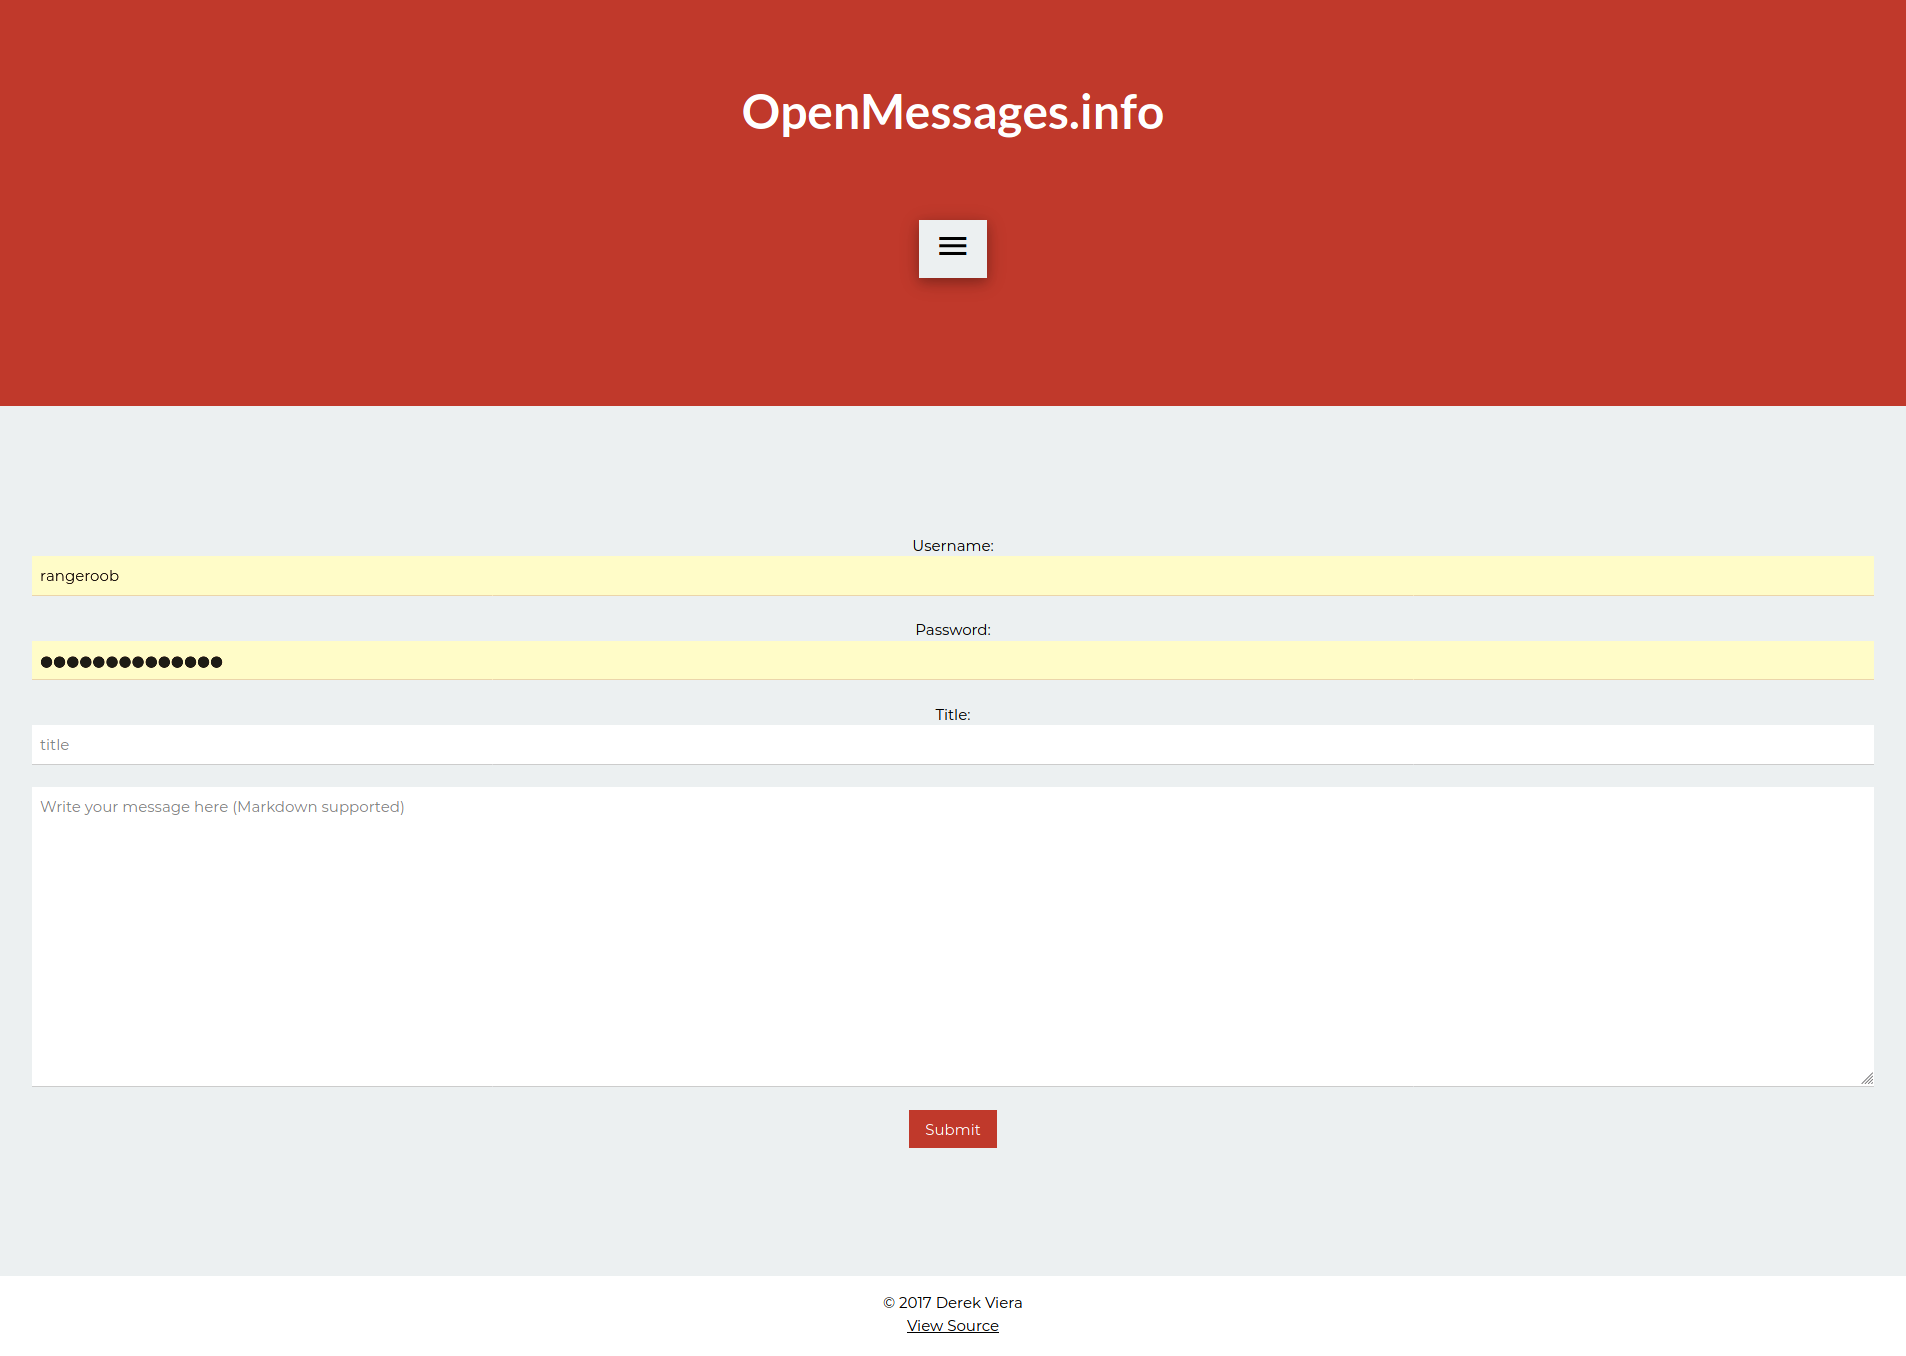 OpenMessages.info
Username:
rangeroob
Password:
●●●●●●●●●●●●●●
Title:
title
Write your message here (Markdown supported)
Submit
© 2017 Derek Viera
View Source